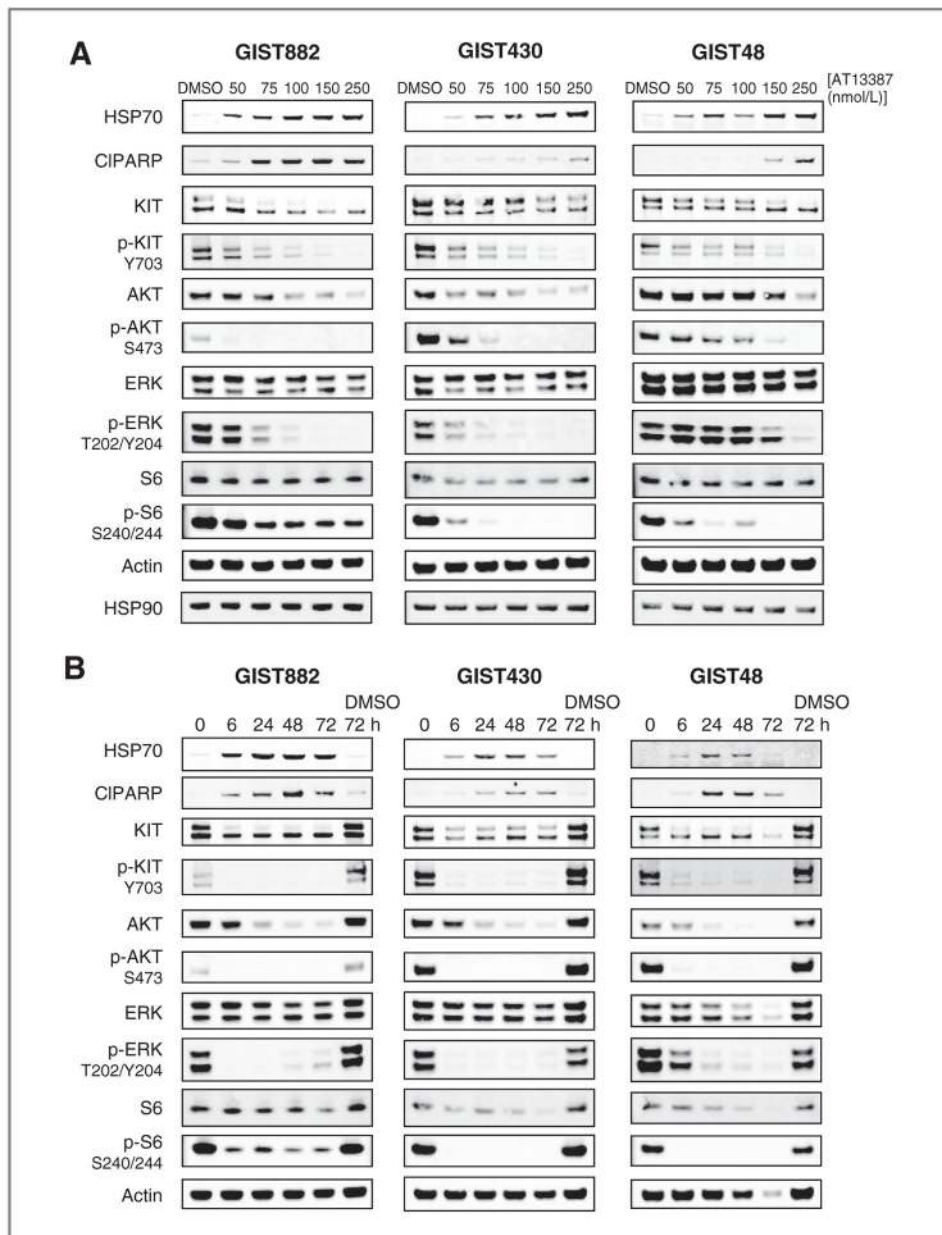 A
GIST882 GIST430 GIST48
DMSO 50 75 100 150 250 DMSO 50 75 100 150 250 DMSO 50 75 100 150 250 [AT13387
(nmol/L)]
HSP70
ClPARP
KIT
p-KIT
Y703
AKT
p-AKT
S473
ERK
p-ERK
T202/Y204
S6
p-S6
S240/244
Actin
HSP90
B
GIST882 GIST430 GIST48
DMSO DMSO DMSO
0 6 24 48 72 72 h 0 6 24 48 72 72 h 0 6 24 48 72 72 h
HSP70
ClPARP
KIT
p-KIT
Y703
AKT
p-AKT
S473
ERK
p-ERK
T202/Y204
S6
p-S6
S240/244
Actin